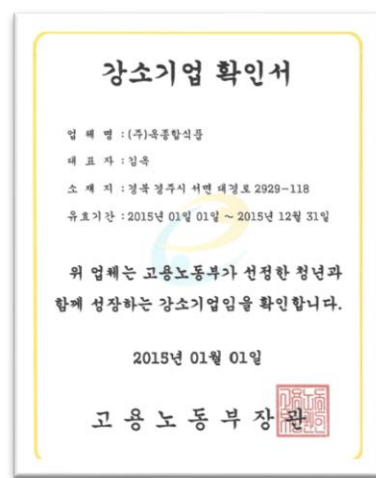 강소기업 확인서
업 체 명 : (주)옥종합식품
대 표 자 : 김옥
소 재 지 : 경북 경주시 서면 대경로 2929-118
유효기간 : 2015년 01월 01일 ~ 2015년 12월 31일
위 업체는 고용노동부가 선정한 청년과
함께 성장하는 강소기업임을 확인합니다.
2015년 01월 01일
고 용 노 동 부 장 관